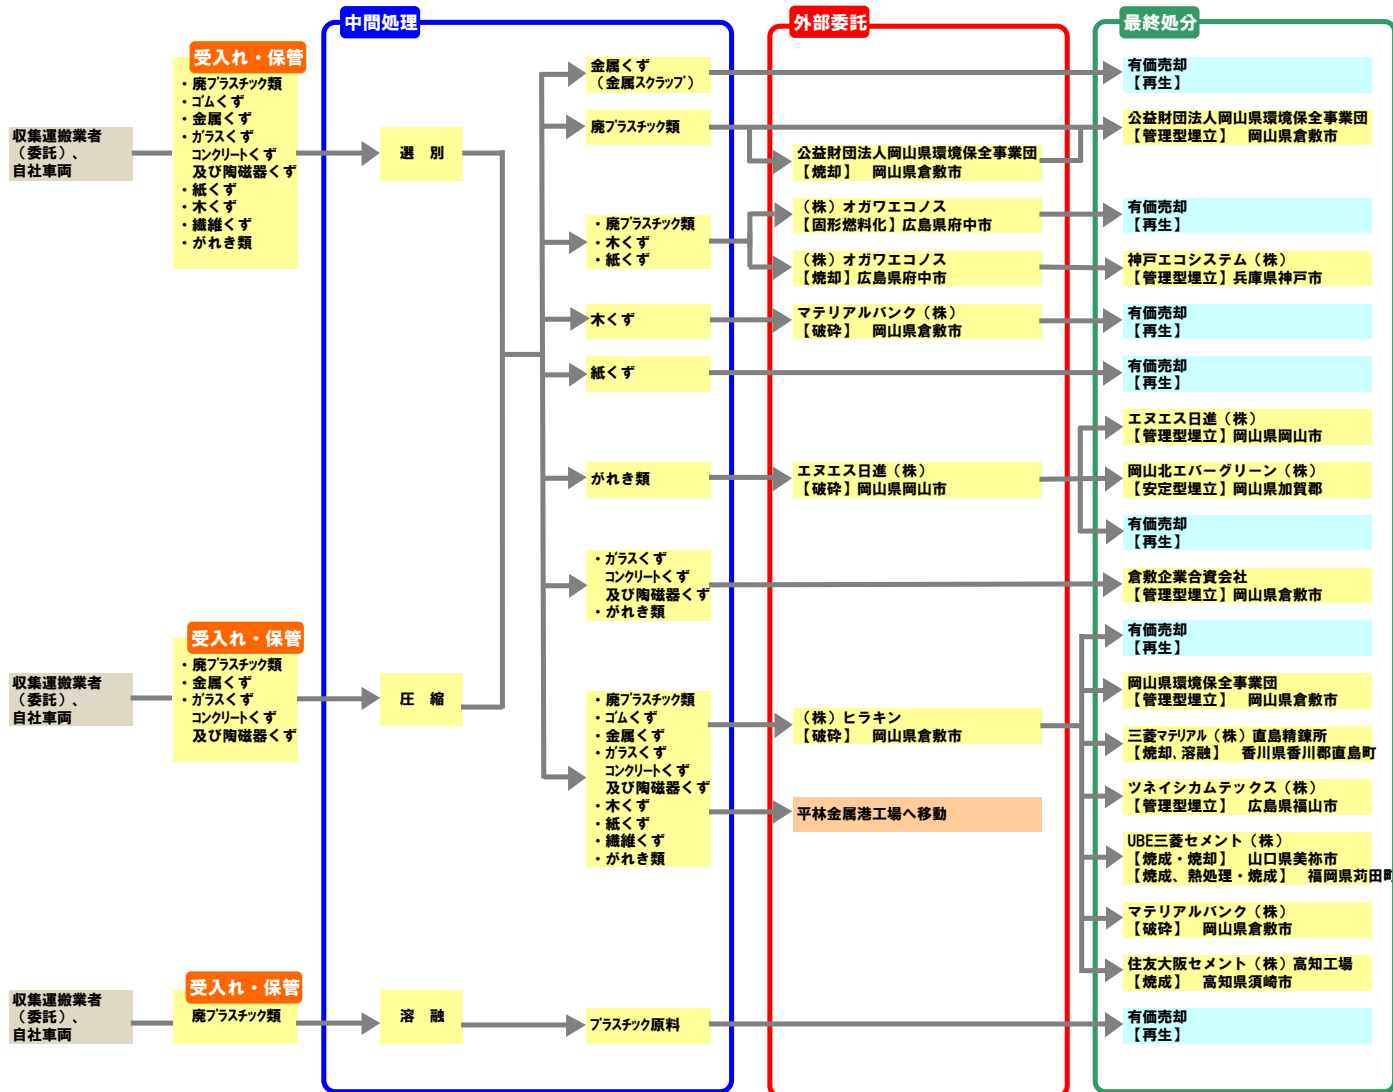 中間処理
外部委託
最終処分
受入れ・保管
・廃プラスチック類
・ゴムくず
・金属くず
・ガラスくず
コンクリートくず
及び陶磁器くず
・紙くず
・木くず
・繊維くず
・がれき類
収集運搬業者
（委託）、
自社車両
選　別
金属くず
（金属スクラップ）
有価売却
【再生】
廃プラスチック類
公益財団法人岡山県環境保全事業団
【管理型埋立】　岡山県倉敷市
公益財団法人岡山県環境保全事業団
【焼却】　岡山県倉敷市
・廃プラスチック類
・木くず
・紙くず
（株）オガワエコノス
【固形燃料化】広島県府中市
有価売却
【再生】
（株）オガワエコノス
【焼却】広島県府中市
神戸エコシステム（株）
【管理型埋立】兵庫県神戸市
木くず
マテリアルバンク（株）
【破砕】　岡山県倉敷市
有価売却
【再生】
紙くず
有価売却
【再生】
がれき類
エヌエス日進（株）
【破砕】岡山県岡山市
エヌエス日進（株）
【管理型埋立】岡山県岡山市
岡山北エバーグリーン（株）
【安定型埋立】岡山県加賀郡
有価売却
【再生】
・ガラスくず
コンクリートくず
及び陶磁器くず
・がれき類
倉敷企業合資会社
【管理型埋立】岡山県倉敷市
受入れ・保管
・廃プラスチック類
・金属くず
・ガラスくず
コンクリートくず
及び陶磁器くず
収集運搬業者
（委託）、
自社車両
圧　縮
・廃プラスチック類
・ゴムくず
・金属くず
・ガラスくず
コンクリートくず
及び陶磁器くず
・木くず
・紙くず
・繊維くず
・がれき類
（株）ヒラキン
【破砕】　岡山県倉敷市
平林金属港工場へ移動
有価売却
【再生】
岡山県環境保全事業団
【管理型埋立】　岡山県倉敷市
三菱マテリアル（株）直島精錬所
【焼却、溶融】　香川県香川郡直島町
ツネイシカムテックス（株）
【管理型埋立】　広島県福山市
UBE三菱セメント（株）
【焼成・焼却】　山口県美祢市
【焼成、熱処理・焼成】　福岡県苅田町
マテリアルバンク（株）
【破砕】　岡山県倉敷市
住友大阪セメント（株）高知工場
【焼成】　高知県須崎市
受入れ・保管
廃プラスチック類
収集運搬業者
（委託）、
自社車両
溶　融
プラスチック原料
有価売却
【再生】